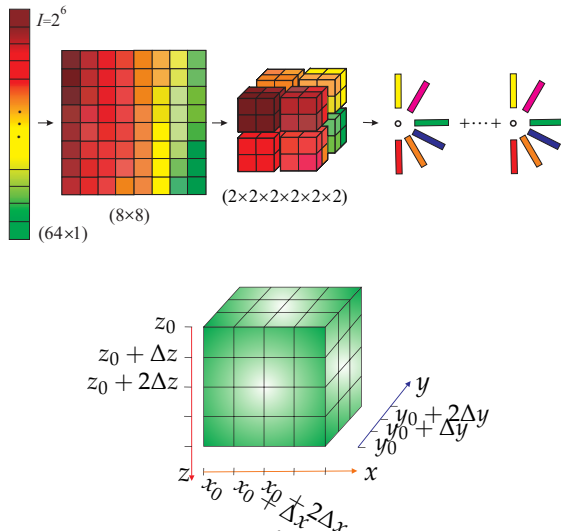 I=2^6
(64×1)
(8×8)
(2×2×2×2×2×2)
+···+
z₀
z₀ + Δz
z₀ + 2Δz
z
x₀
x₀ + Δx
x₀ + 2Δx
x
y₀
y₀ + Δy
y₀ + 2Δy
y